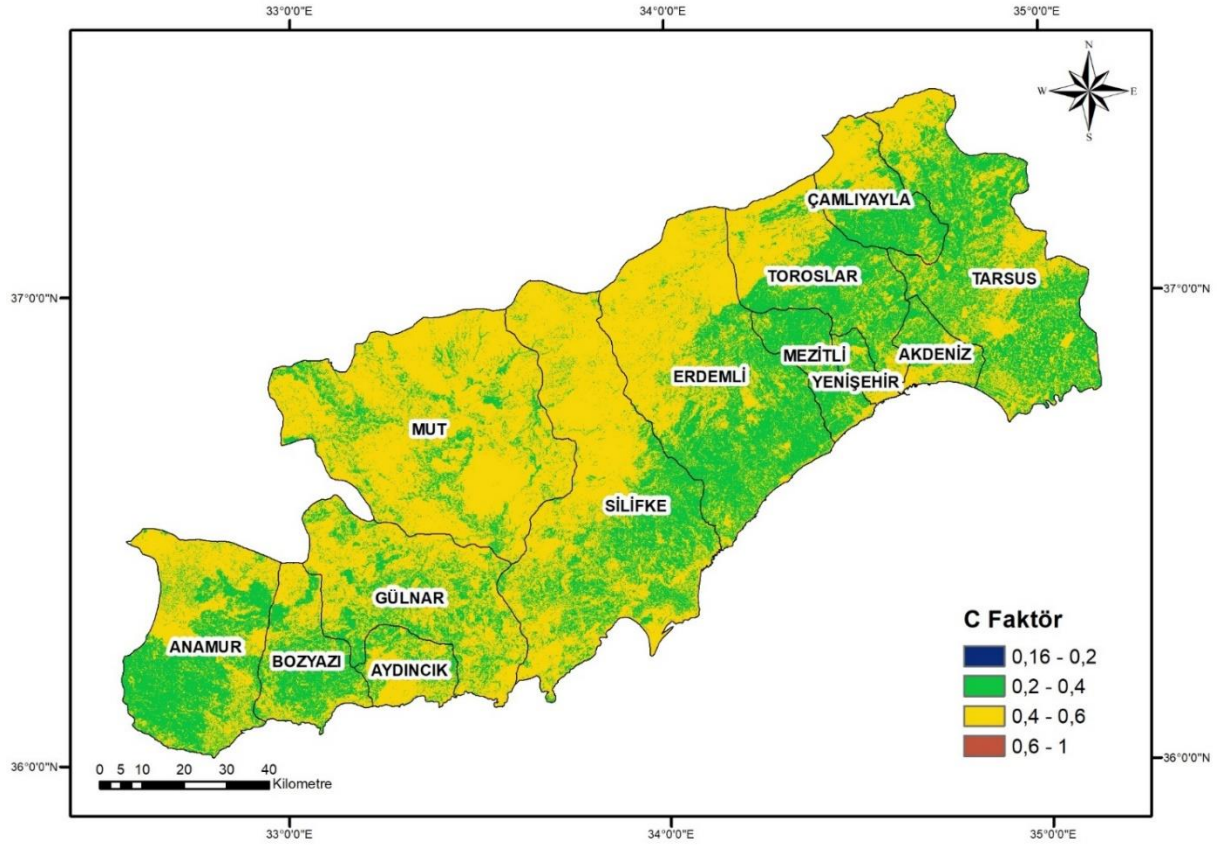 33°0'0"E 34°0'0"E 35°0'0"E
N
W E
S
ÇAMLIYAYLA
TOROSLAR
TARSUS
37°0'0"N 37°0'0"N
MEZİTLİ
AKDENİZ
ERDEMLİ
YENİŞEHİR
MUT
SİLİFKE
GÜLNAR
ANAMUR
BOZYAZI
AYDINCIK
C Faktör
0,16 - 0,2
0,2 - 0,4
0,4 - 0,6
0,6 - 1
36°0'0"N 36°0'0"N
0 5 10 20 30 40
Kilometre
33°0'0"E 34°0'0"E 35°0'0"E